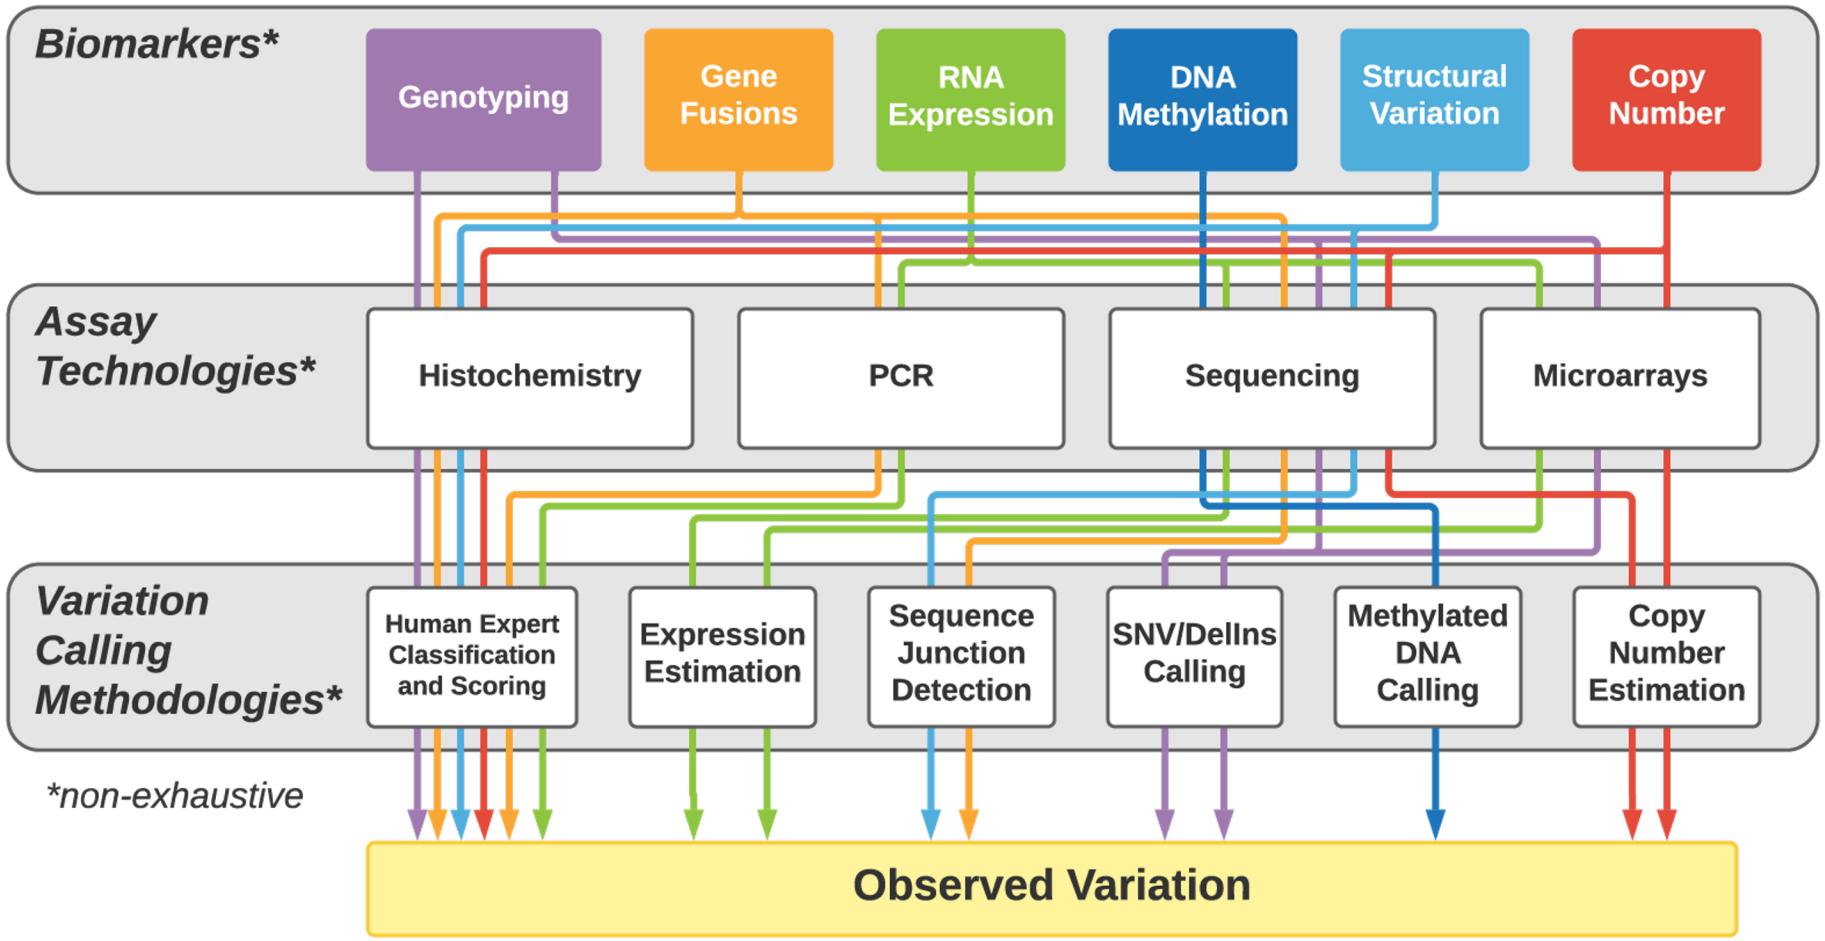 Biomarkers*
Genotyping
Gene
Fusions
RNA
Expression
DNA
Methylation
Structural
Variation
Copy
Number
Assay
Technologies*
Histochemistry
PCR
Sequencing
Microarrays
Variation
Calling
Methodologies*
Human Expert
Classification
and Scoring
Expression
Estimation
Sequence
Junction
Detection
SNV/DelIns
Calling
Methylated
DNA
Calling
Copy
Number
Estimation
*non-exhaustive
Observed Variation